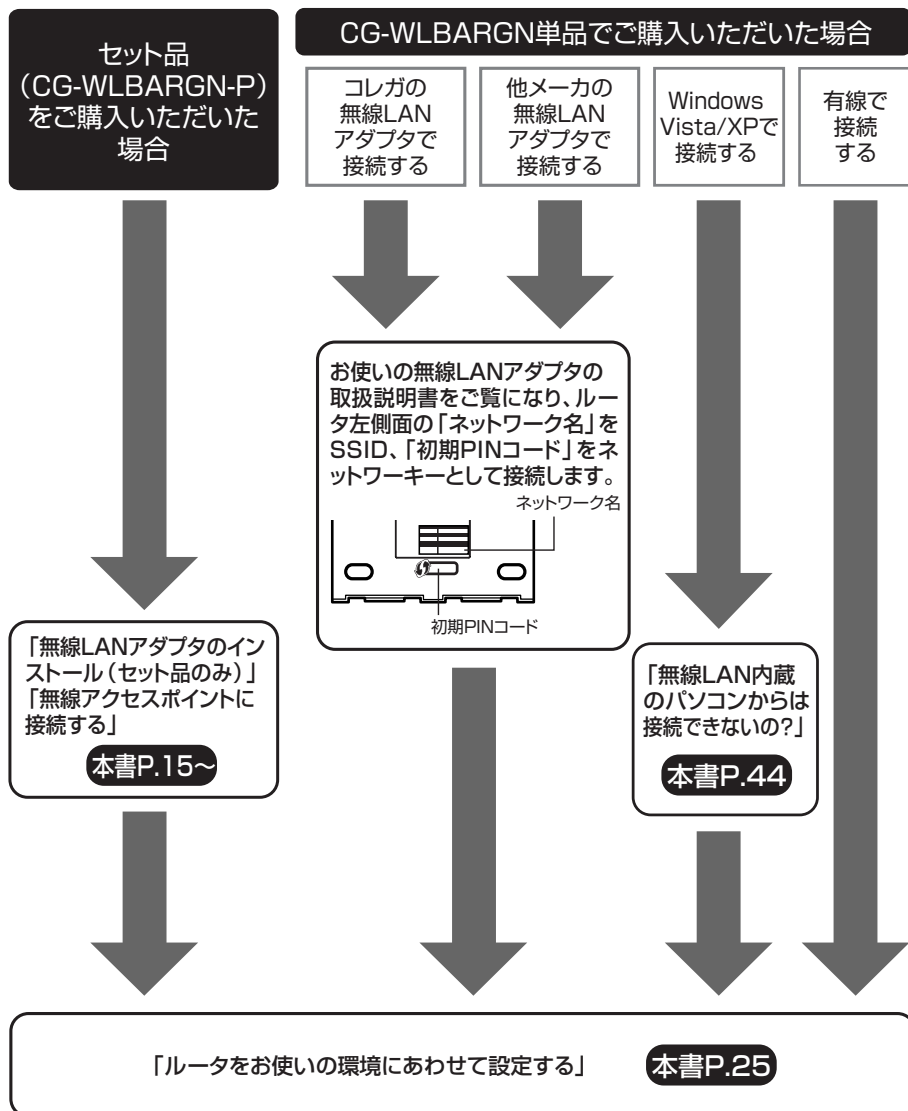 セット品
(CG-WLBARGN-P)
をご購入いただいた
場合
CG-WLBARGN単品でご購入いただいた場合
コレガの
無線LAN
アダプタで
接続する
他メーカの
無線LAN
アダプタで
接続する
Windows
Vista/XPで
接続する
有線で
接続
する
お使いの無線LANアダプタの
取扱説明書をご覧になり、ルー
タ左側面の「ネットワーク名」を
SSID、「初期PINコード」をネ
ットワーキーとして接続します。
ネットワーク名
初期PINコード
「無線LANアダプタのイン
ストール(セット品のみ)」
「無線アクセスポイントに
接続する」
本書P.15~
「無線LAN内蔵
のパソコンからは
接続できないの?」
本書P.44
「ルータをお使いの環境にあわせて設定する」 本書P.25